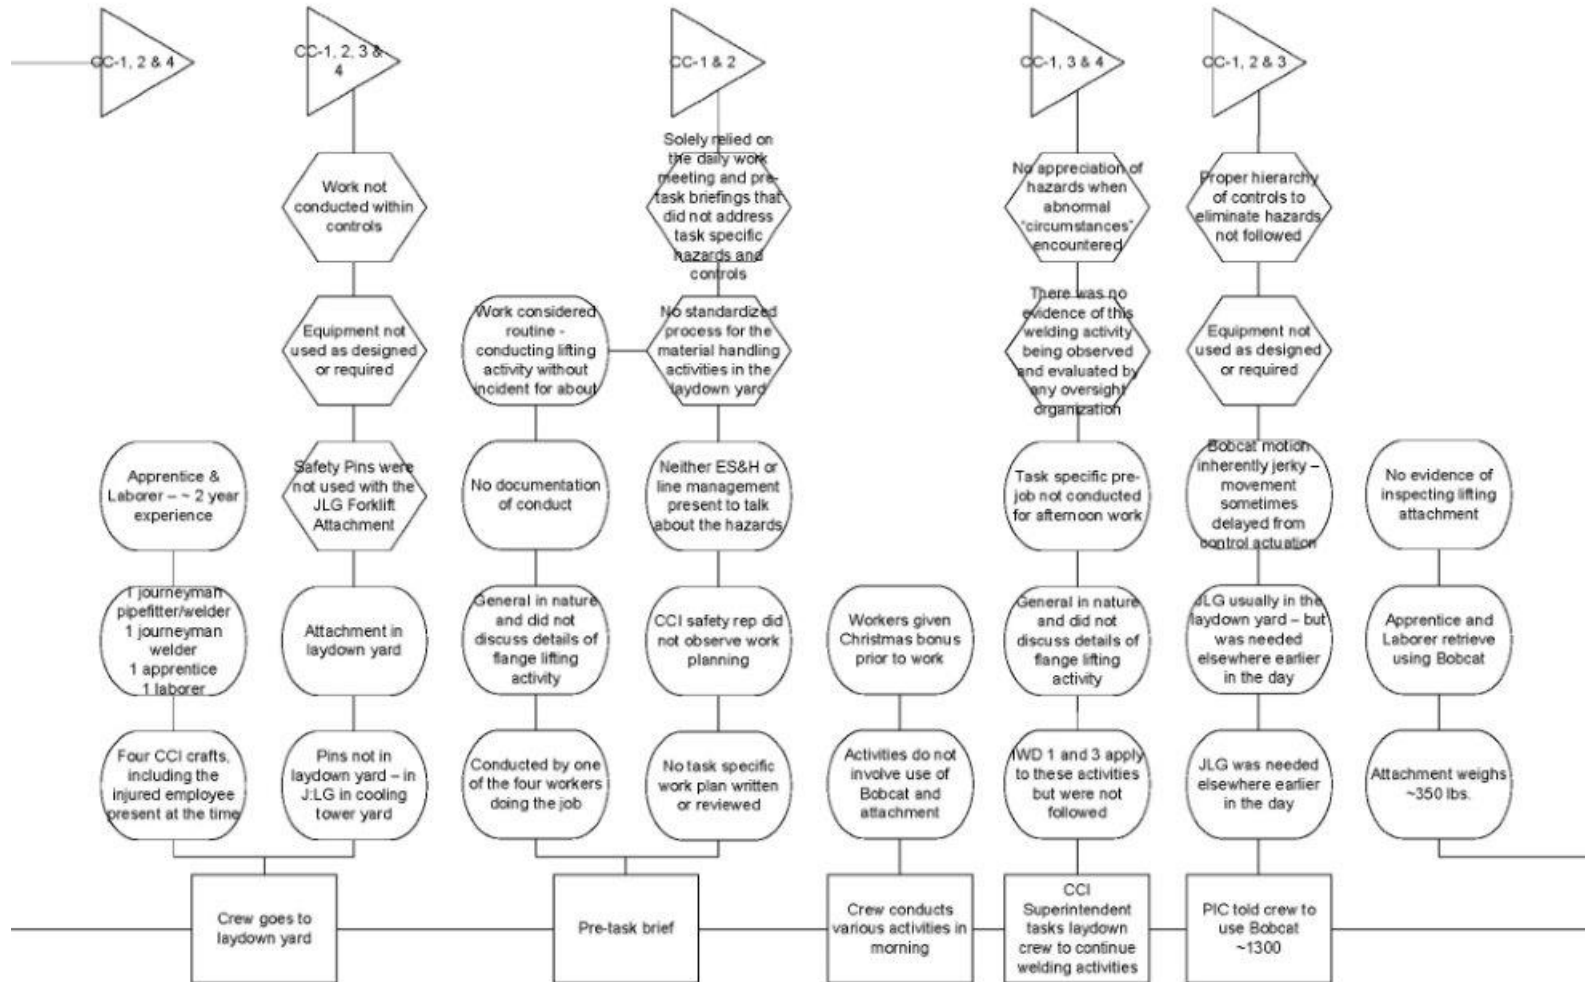 CC-1, 2 & 4
CC-1, 2, 3 &
4
CC-1 & 2
CC-1, 3 & 4
CC-1, 2 & 3
Work not
conducted within
controls
Solely relied on
the daily work
meeting and pre-
task briefings that
did not address
task specific
hazards and
controls
No appreciation of
hazards when
abnormal
"circumstances"
encountered
Proper hierarchy
of controls to
eliminate hazards
not followed
Equipment not
used as designed
or required
Work considered
routine -
conducting lifting
activity without
incident for about
No standardized
process for the
material handling
activities in the
laydown yard
There was no
evidence of this
welding activity
being observed
and evaluated by
any oversight
organization
Equipment not
used as designed
or required
Apprentice &
Laborer – ~ 2 year
experience
Safety Pins were
not used with the
JLG Forklift
Attachment
No documentation
of conduct
Neither ES&H or
line management
present to talk
about the hazards
Task specific pre-
job not conducted
for afternoon work
Bobcat motion
inherently jerky –
movement
sometimes
delayed from
control actuation
No evidence of
inspecting lifting
attachment
1 journeyman
pipefitter/welder
1 journeyman
welder
1 apprentice
1 laborer
Attachment in
laydown yard
General in nature
and did not
discuss details of
flange lifting
activity
CCI safety rep did
not observe work
planning
Workers given
Christmas bonus
prior to work
General in nature
and did not
discuss details of
flange lifting
activity
JLG usually in the
laydown yard – but
was needed
elsewhere earlier
in the day
Apprentice and
Laborer retrieve
using Bobcat
Four CCI crafts,
including the
injured employee
present at the time
Pins not in
laydown yard – in
J:LG in cooling
tower yard
Conducted by one
of the four workers
doing the job
No task specific
work plan written
or reviewed
Activities do not
involve use of
Bobcat and
attachment
IWD 1 and 3 apply
to these activities
but were not
followed
JLG was needed
elsewhere earlier
in the day
Attachment weighs
~350 lbs.
Crew goes to
laydown yard
Pre-task brief
Crew conducts
various activities in
morning
CCI
Superintendent
tasks laydown
crew to continue
welding activities
PIC told crew to
use Bobcat
~1300